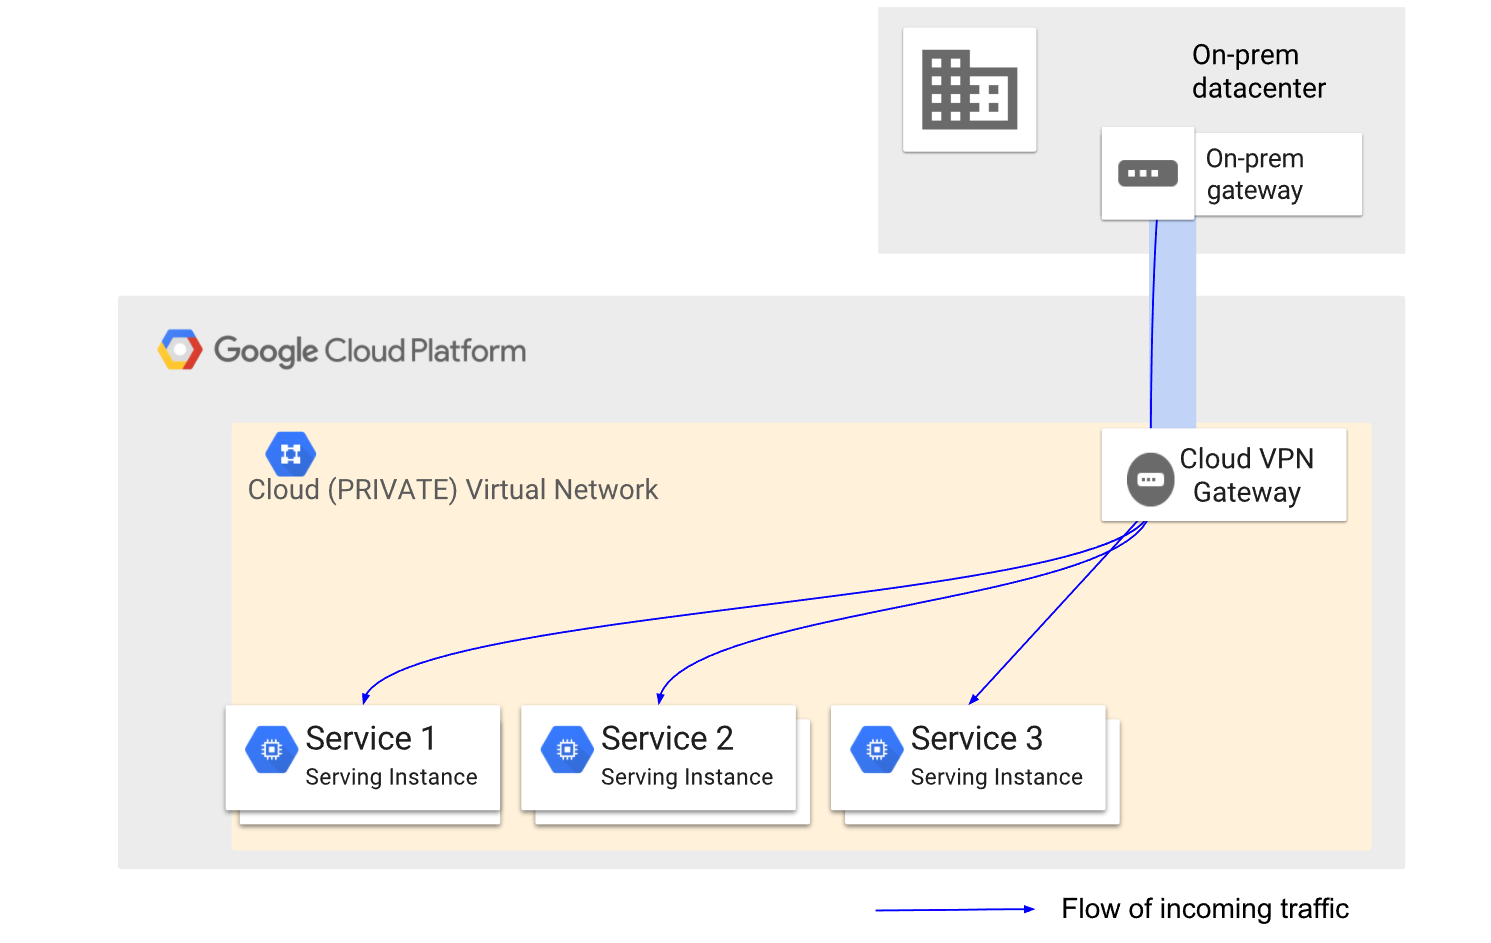 On-prem
datacenter
On-prem
gateway
Google Cloud Platform
Cloud (PRIVATE) Virtual Network
Cloud VPN
Gateway
Service 1
Serving Instance
Service 2
Serving Instance
Service 3
Serving Instance
Flow of incoming traffic